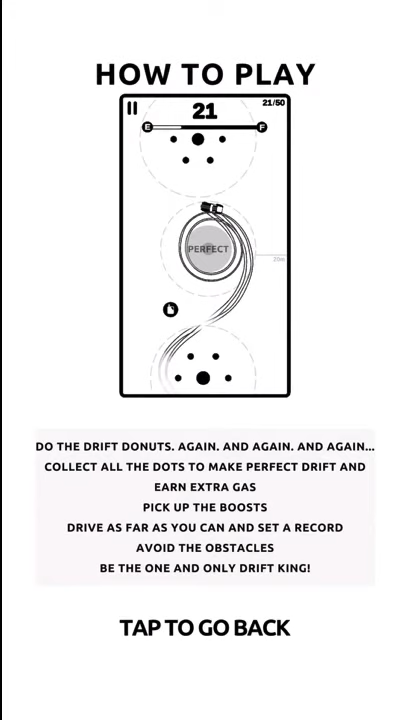 HOW TO PLAY
21
21/50
E
F
PERFECT
70m
DO THE DRIFT DONUTS. AGAIN. AND AGAIN. AND AGAIN...
COLLECT ALL THE DOTS TO MAKE PERFECT DRIFT AND
EARN EXTRA GAS
PICK UP THE BOOSTS
DRIVE AS FAR AS YOU CAN AND SET A RECORD
AVOID THE OBSTACLES
BE THE ONE AND ONLY DRIFT KING!
TAP TO GO BACK